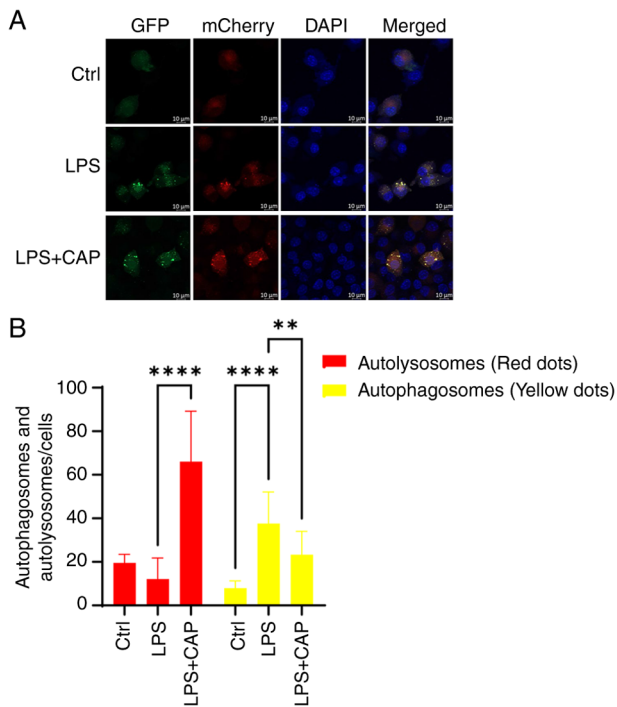 A
GFP mCherry DAPI Merged
Ctrl
10 μm 10 μm 10 μm 10 μm
LPS
10 μm 10 μm 10 μm 10 μm
LPS+CAP
10 μm 10 μm 10 μm 10 μm
B
**
**** ****
Autolysosomes (Red dots)
Autophagosomes (Yellow dots)
Autophagosomes and
autolysosomes/cells
100
80
60
40
20
0
Ctrl LPS LPS+CAP Ctrl LPS LPS+CAP